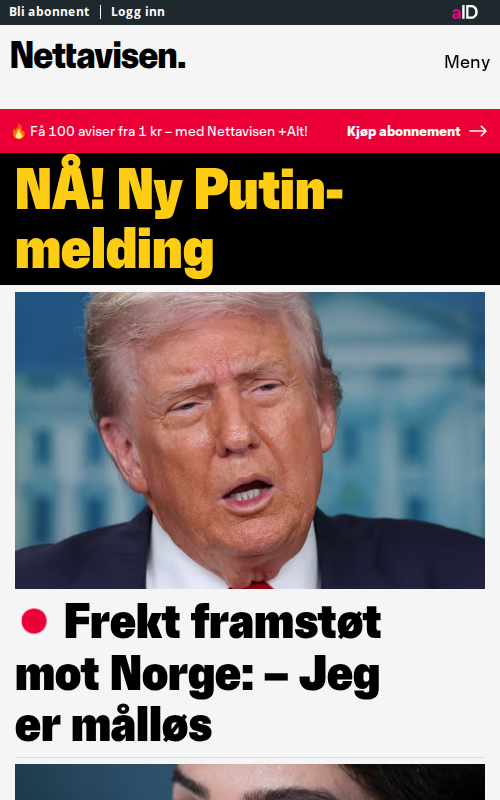 Bli abonnent | Logg inn aID
Nettavisen.
Meny
🔥 Få 100 aviser fra 1 kr – med Nettavisen +Alt! Kjøp abonnement →
NÅ! Ny Putin-
melding
Frekt framstøt
mot Norge: – Jeg
er målløs